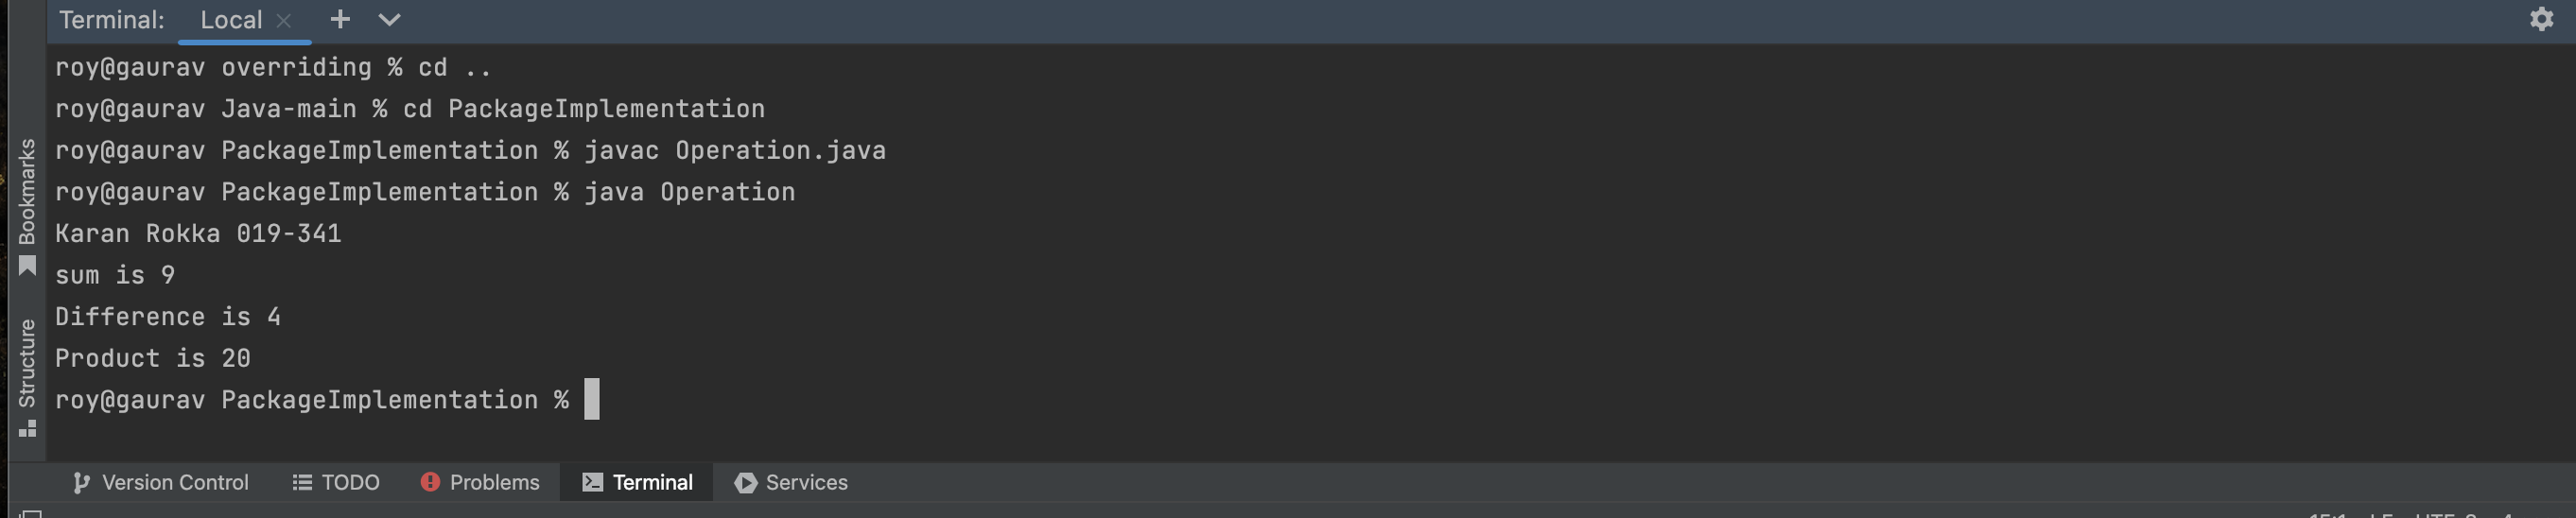 Terminal: Local
roy@gaurav overriding % cd ..
roy@gaurav Java-main % cd PackageImplementation
roy@gaurav PackageImplementation % javac Operation.java
roy@gaurav PackageImplementation % java Operation
Karan Rokka 019-341
sum is 9
Difference is 4
Product is 20
roy@gaurav PackageImplementation %
Bookmarks
Structure
Version Control TODO Problems Terminal Services